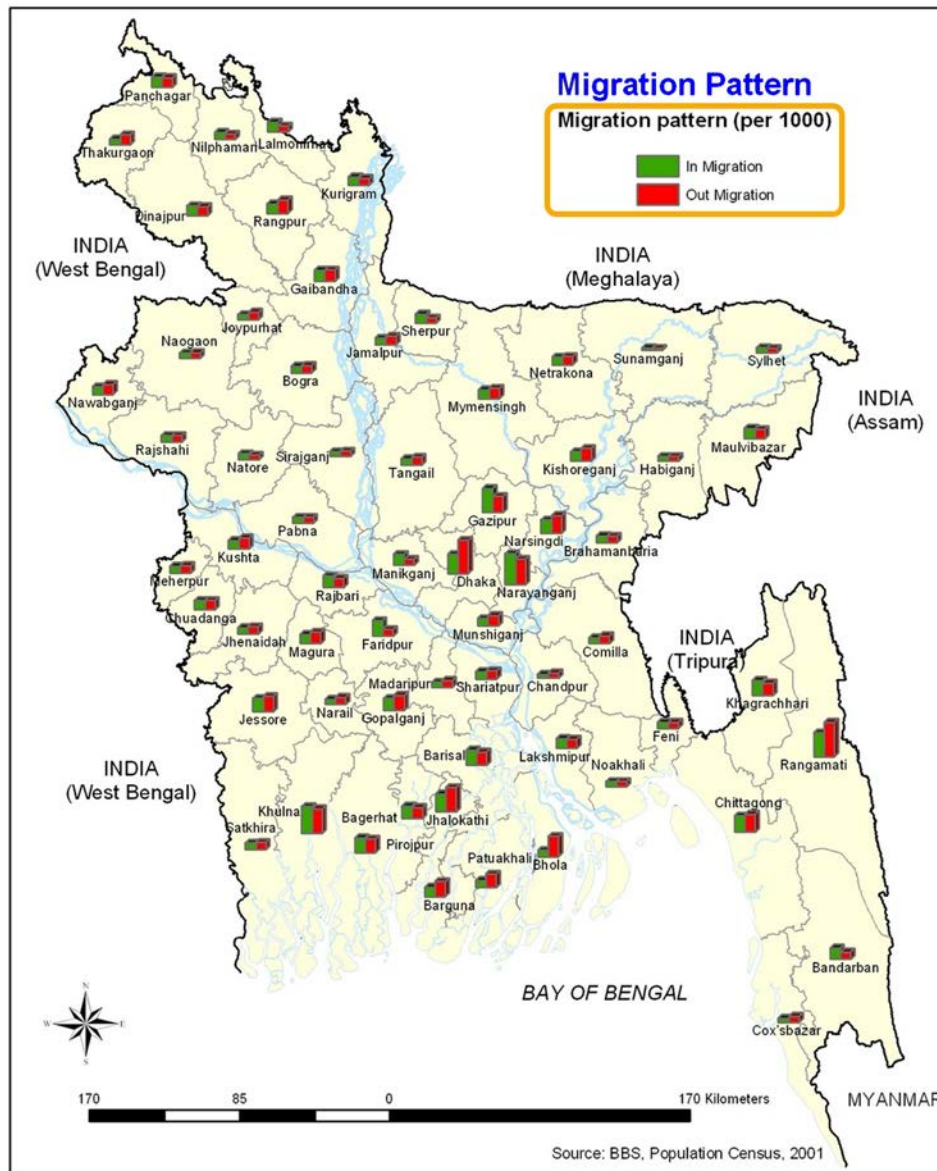 Migration Pattern
Migration pattern (per 1000)
In Migration
Out Migration
Panchagar
Thakurgaon
Nilphamari
Lalmonirhat
Kurigram
Dinajpur
Rangpur
INDIA
(West Bengal)
INDIA
(Meghalaya)
Gaibandha
Joypurhat
Sherpur
Naogaon
Jamalpur
Sunamganj
Sylhet
Netrakona
Bogra
Nawabganj
Mymensingh
INDIA
(Assam)
Rajshahi
Natore
Sirajganj
Tangail
Kishoreganj
Habiganj
Maulvibazar
Gazipur
Pabna
Narsingdi
Brahamanbaria
Kushta
Meherpur
Manikganj
Dhaka
Narayanganj
Rajbari
Chuadanga
Jhenaidah
Magura
Faridpur
Munshiganj
Comilla
INDIA
(Tripura)
Madaripur
Shariatpur
Chandpur
Khagrachhari
Jessore
Narail
Gopalganj
Feni
Barisal
Lakshmipur
Noakhali
Rangamati
INDIA
(West Bengal)
Khulna
Satkhira
Bagerhat
Jhalokathi
Chittagong
Pirojpur
Patuakhali
Bhola
Barguna
Bandarban
BAY OF BENGAL
Cox'sbazar
N
W
E
S
170
85
0
170 Kilometers
MYANMAR
Source: BBS, Population Census, 2001